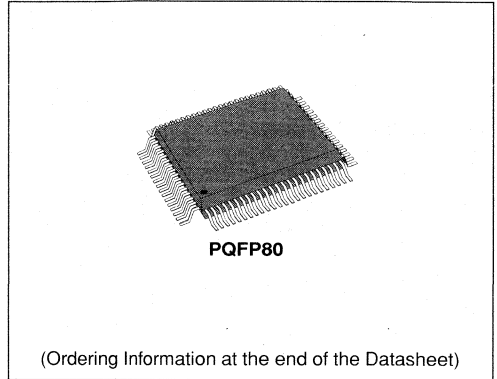 PQFP80
(Ordering Information at the end of the Datasheet)